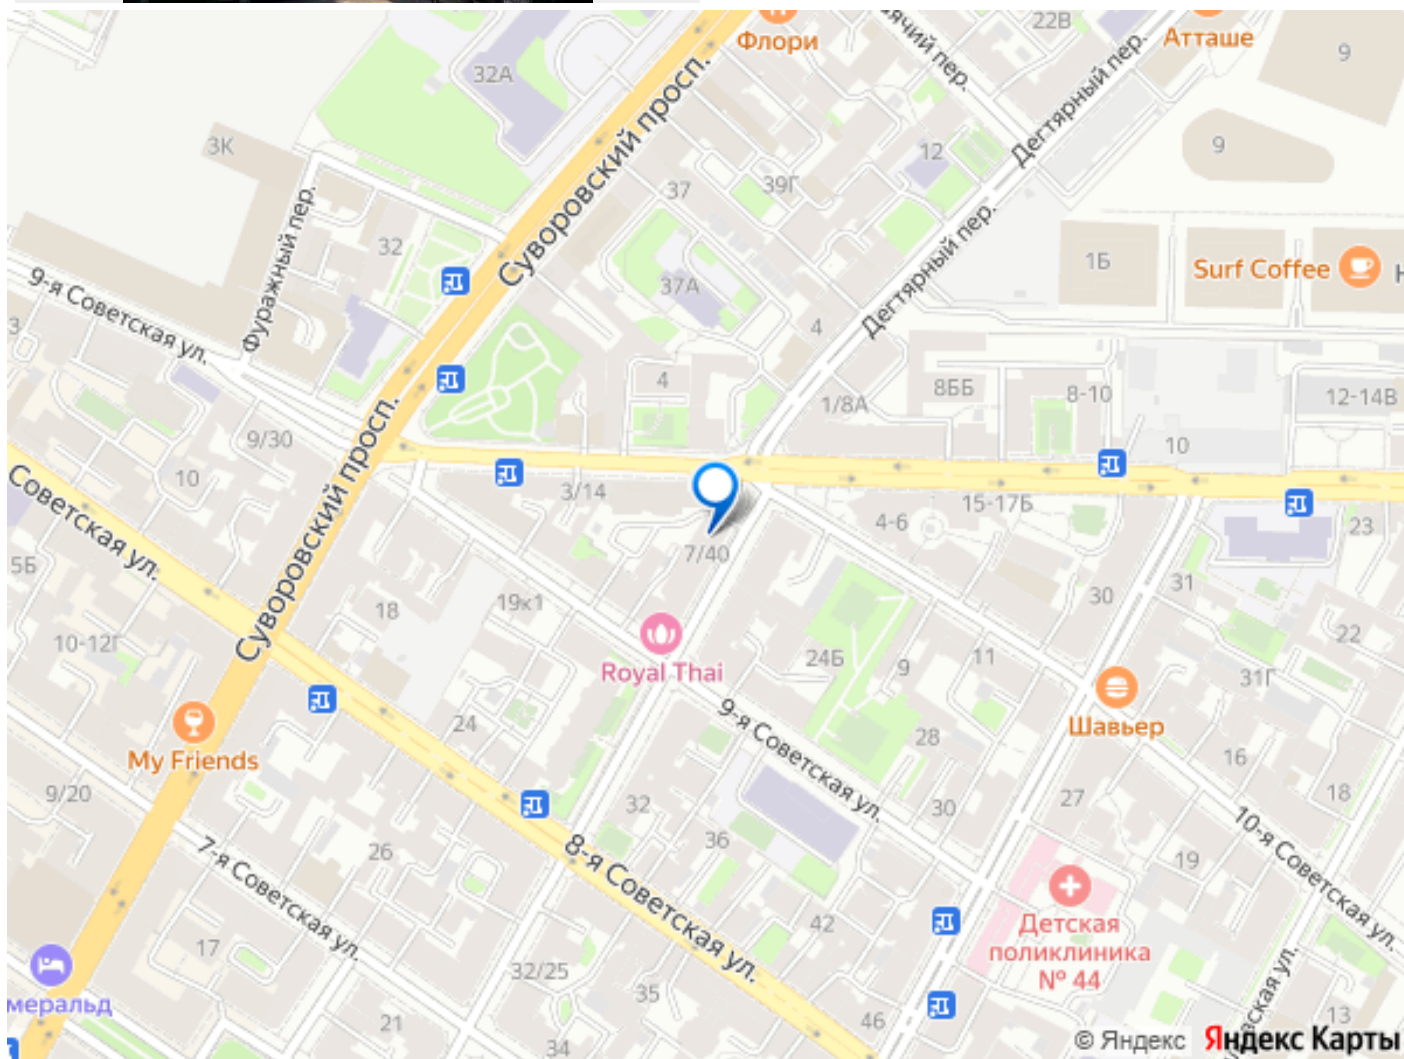 Флори
22В
Атташе
9
32А
Суворовский просп.
Дегтярный пер.
3К
12
9
37
39Г
Фуражный пер.
32
Дегтярный пер.
1Б
Surf Coffee
37А
9-я Советская ул.
3
4
4
1/8А
8ББ
8-10
12-14В
9/30
Суворовский просп.
10
10
3/14
15-17Б
4-6
23
Советская ул.
7/40
5Б
31
30
18
19к1
22
10-12Г
24Б
9
11
31Г
Royal Thai
Шавьер
9-я Советская ул.
24
28
16
My Friends
9/20
32
30
27
18
10-я Советская ул.
36
8-я Советская ул.
7-я Советская ул.
26
19
42
Детская
поликлиника
№ 44
17
32/25
35
меральд
21
34
46
13
© Яндекс Яндекс Карты